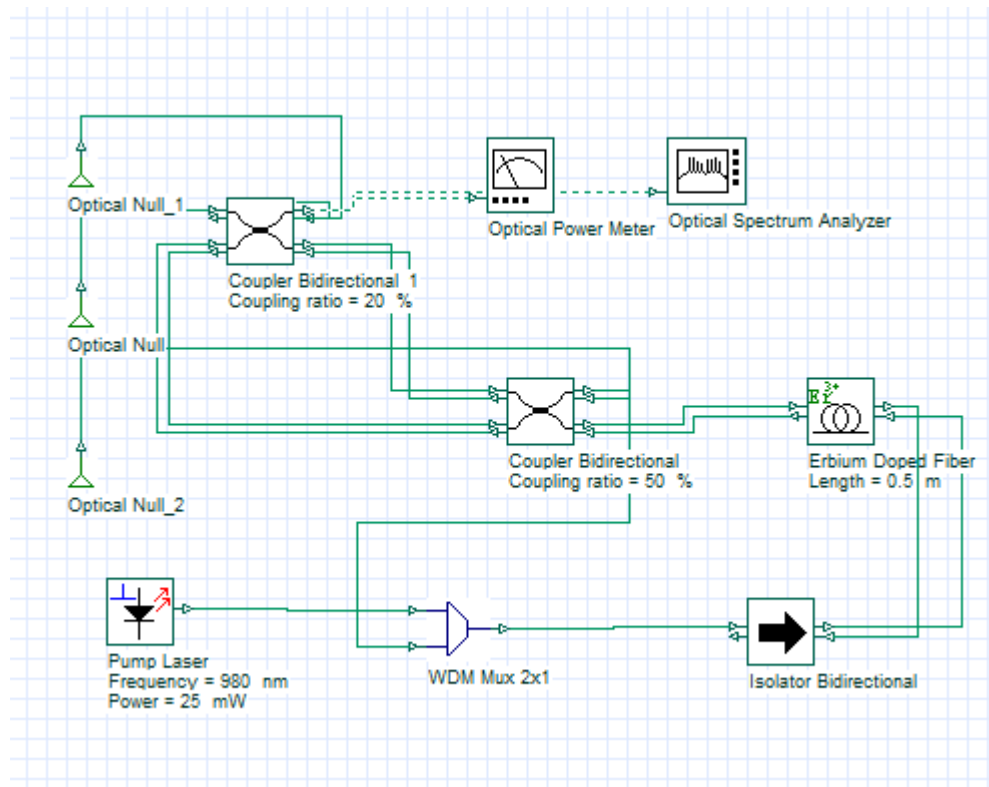 Optical Null_1
Optical Power Meter
Optical Spectrum Analyzer
Coupler Bidirectional_1
Coupling ratio = 20 %
Optical Null
Er 3+
Coupler Bidirectional
Coupling ratio = 50 %
Erbium Doped Fiber
Length = 0.5 m
Optical Null_2
Pump Laser
Frequency = 980 nm
Power = 25 mW
WDM Mux 2x1
Isolator Bidirectional